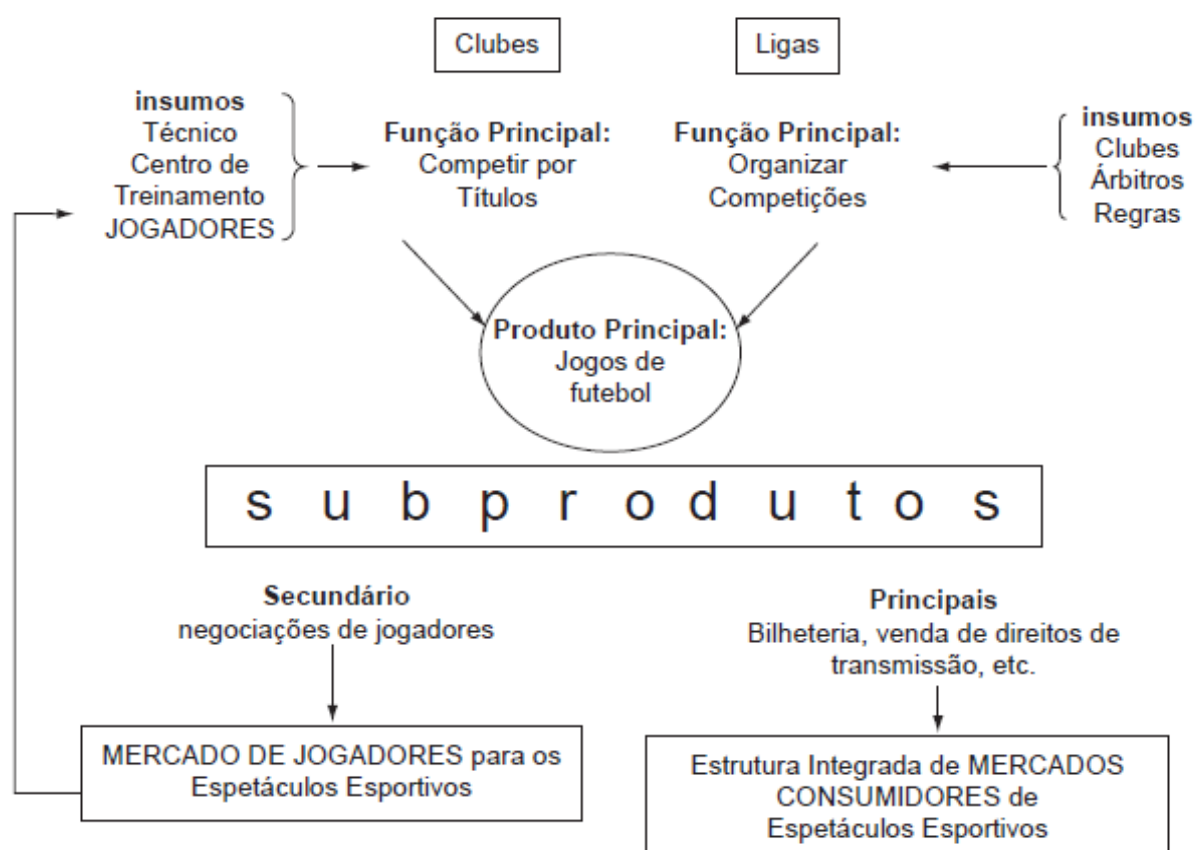 Clubes
Ligas
insumos
Técnico
Centro de
Treinamento
JOGADORES
Função Principal:
Competir por
Títulos
Função Principal:
Organizar
Competições
insumos
Clubes
Árbitros
Regras
Produto Principal:
Jogos de
futebol
s u b p r o d u t o s
Secundário
negociações de jogadores
Principais
Bilheteria, venda de direitos de
transmissão, etc.
MERCADO DE JOGADORES para os
Espetáculos Esportivos
Estrutura Integrada de MERCADOS
CONSUMIDORES de
Espetáculos Esportivos